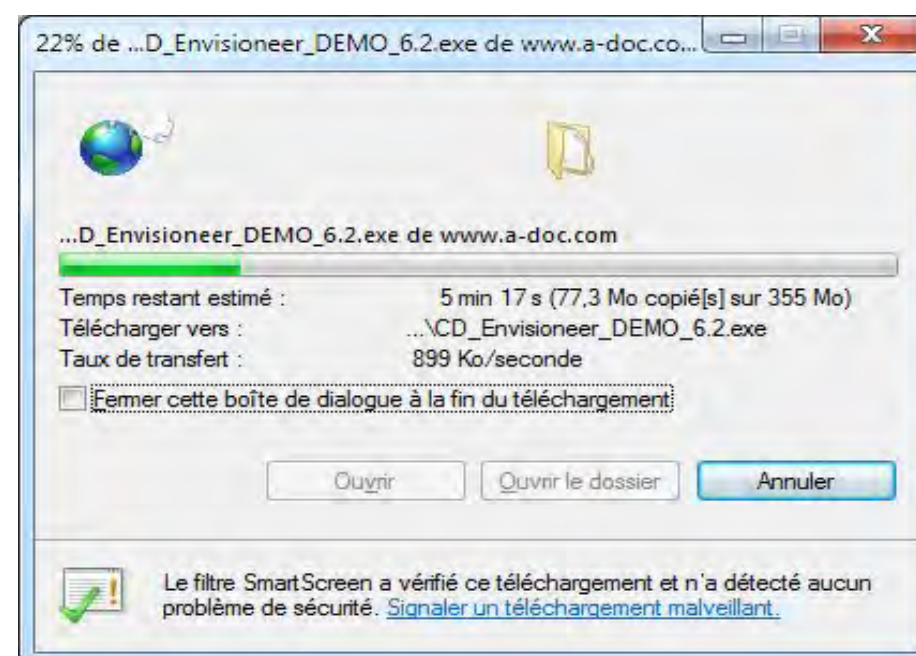 22% de ...D_Envisioneer_DEMO_6.2.exe de www.a-doc.co...
...D_Envisioneer_DEMO_6.2.exe de www.a-doc.com
Temps restant estimé : 5 min 17 s (77,3 Mo copié[s] sur 355 Mo)
Télécharger vers : ...\CD_Envisioneer_DEMO_6.2.exe
Taux de transfert : 899 Ko/seconde
Fermer cette boîte de dialogue à la fin du téléchargement
Ouvrir Ouvrir le dossier Annuler
Le filtre SmartScreen a vérifié ce téléchargement et n'a détecté aucun
problème de sécurité. Signaler un téléchargement malveillant.